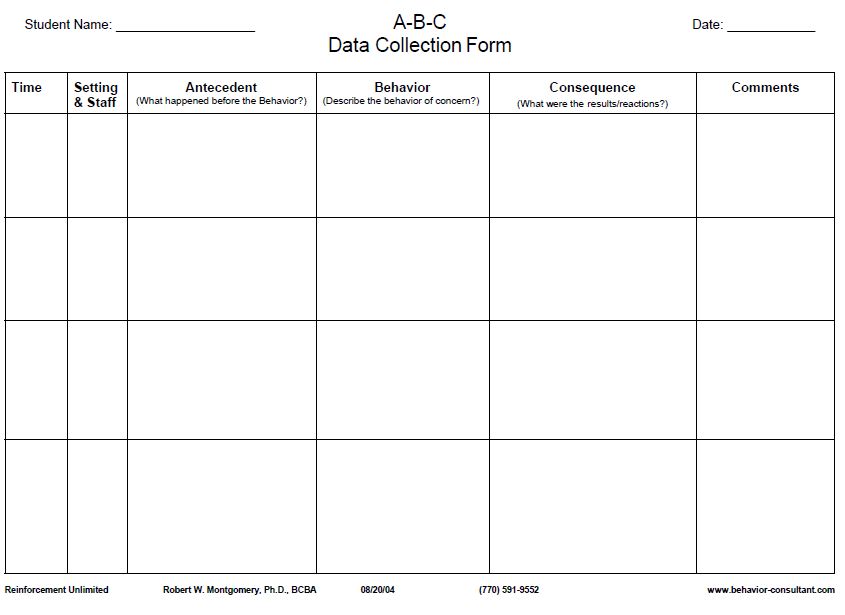 Student Name: ___________________ A-B-C Date: ____________
Data Collection Form
Time Setting & Staff Antecedent Behavior Consequence Comments
(What happened before the Behavior?) (Describe the behavior of concern?) (What were the results/reactions?)
Reinforcement Unlimited Robert W. Montgomery, Ph.D., BCBA 08/20/04 (770) 591-9552 www.behavior-consultant.com